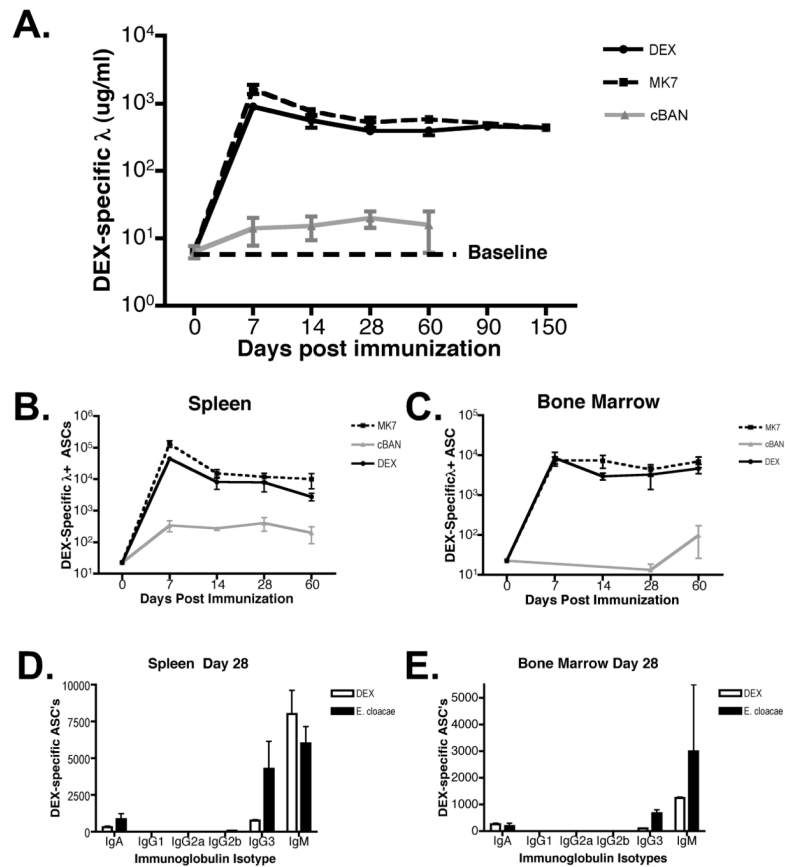 A.
DEX-specific λ (ug/ml)
10⁴
10³
10²
10¹
10⁰
DEX
MK7
cBAN
Baseline
0 7 14 28 60 90 150
Days post immunization
B.
Spleen
DEX-Specific λ+ ASCs
10⁶
10⁵
10⁴
10³
10²
10¹
MK7
cBAN
DEX
0 7 14 28 60
Days Post Immunization
C.
Bone Marrow
DEX-Specificλ+ ASC
10⁵
10⁴
10³
10²
10¹
MK7
cBAN
DEX
0 7 14 28 60
Days Post Immunization
D.
Spleen Day 28
DEX-specific ASC's
10000
7500
5000
2500
0
DEX
E. cloacae
IgA IgG1 IgG2a IgG2b IgG3 IgM
Immunoglobulin Isotype
E.
Bone Marrow Day 28
DEX-specific ASC's
5000
4000
3000
2000
1000
0
DEX
E. cloacae
IgA IgG1 IgG2a IgG2b IgG3 IgM
Immunoglobulin Isotypes